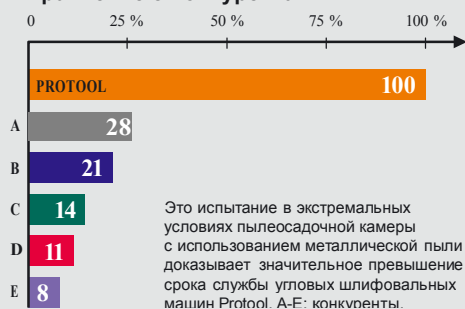 0 25 % 50 % 75 % 100 %
PROTOOL 100
A 28
B 21
C 14
D 11
E 8
Это испытание в экстремальных
условиях пылеосадочной камеры
с использованием металлической пыли
доказывает значительное превышение
срока службы угловых шлифовальных
машин Protool. A-E: конкуренты.